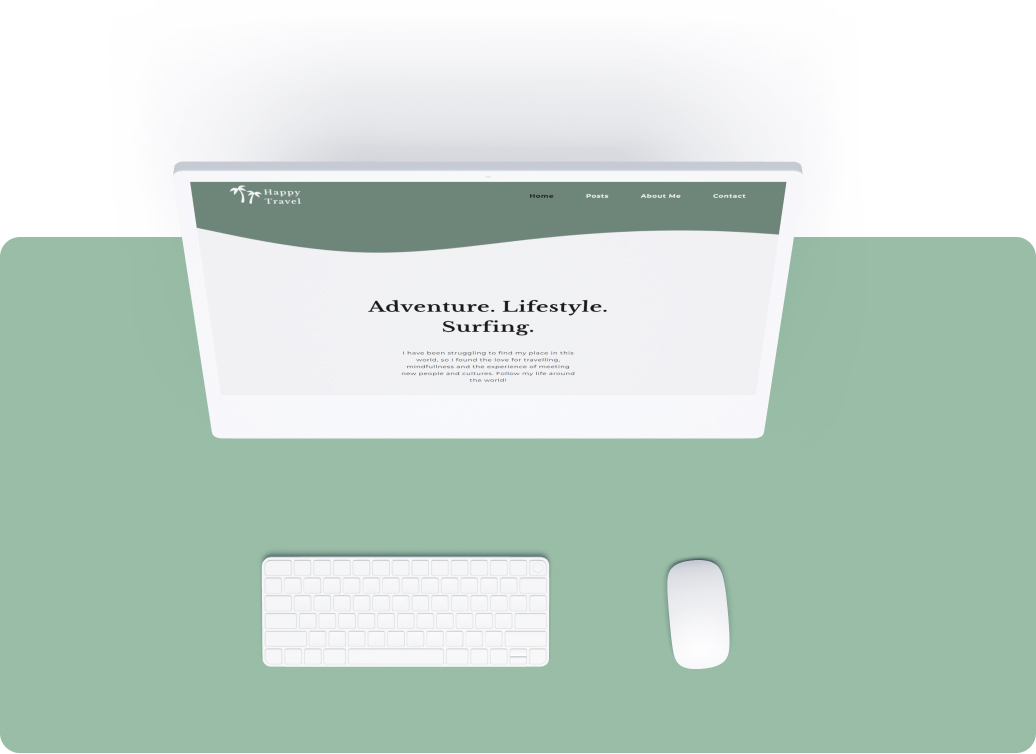 Happy
Travel
Home Posts About Me Contact
Adventure. Lifestyle.
Surfing.
I have been struggling to find my place in this
world, so I found the love for travelling,
mindfullness and the experience of meeting
new people and cultures. Follow my life around
the world!